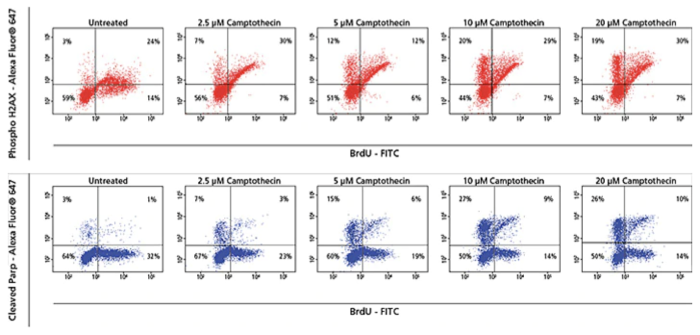 Phospho H2AX - Alexa Fluor® 647
Untreated
3% 24%
59% 14%
2.5 µM Camptothecin
7% 30%
56% 7%
5 µM Camptothecin
12% 12%
51% 6%
10 µM Camptothecin
20% 29%
44% 7%
20 µM Camptothecin
19% 30%
43% 7%
BrdU - FITC
Cleaved Parp - Alexa Fluor® 647
Untreated
3% 1%
64% 32%
2.5 µM Camptothecin
7% 3%
67% 23%
5 µM Camptothecin
15% 6%
60% 19%
10 µM Camptothecin
27% 9%
50% 14%
20 µM Camptothecin
26% 10%
50% 14%
BrdU - FITC